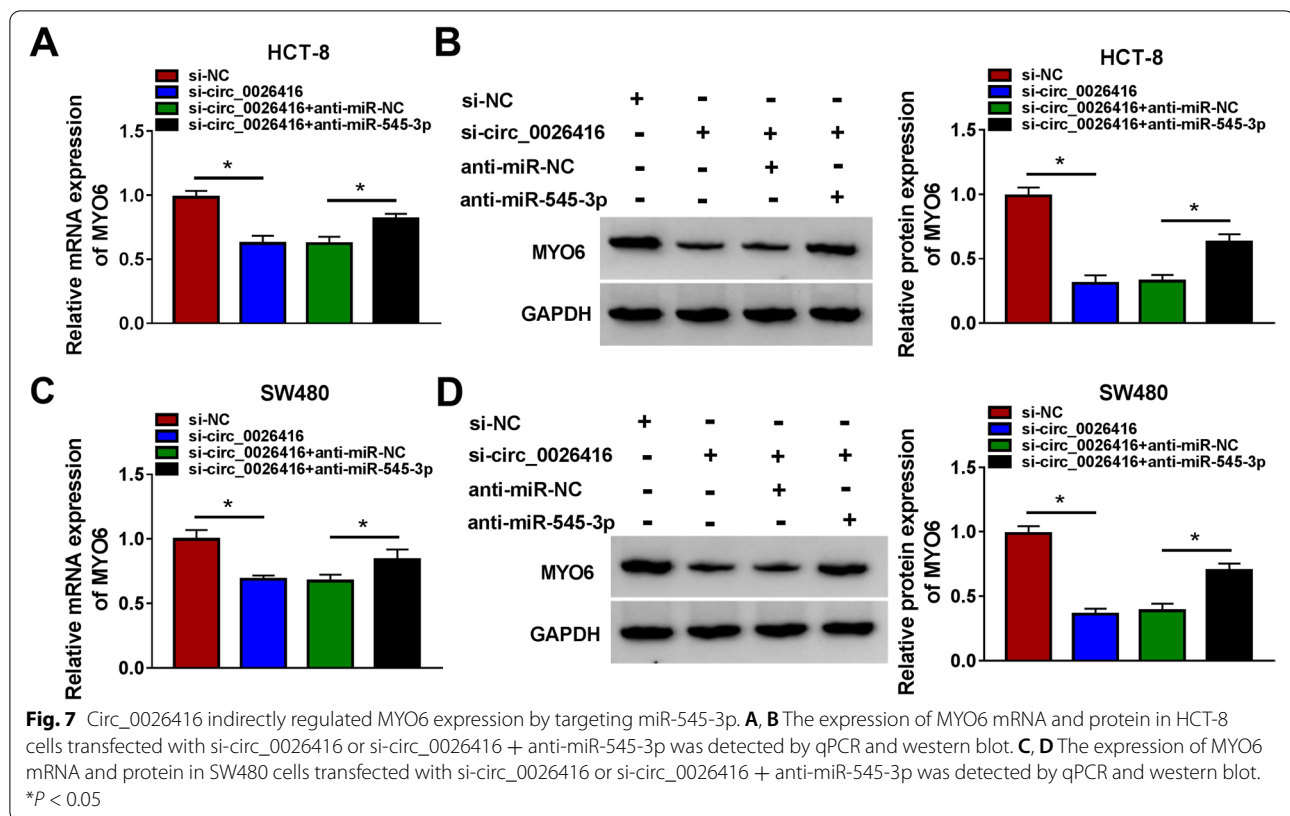 A
HCT-8
si-NC
si-circ_0026416
si-circ_0026416+anti-miR-NC
si-circ_0026416+anti-miR-545-3p
Relative mRNA expression
of MYO6
1.5
1.0
0.5
0.0
*
*
B
si-NC + - - -
si-circ_0026416 - + + +
anti-miR-NC - - + -
anti-miR-545-3p - - - +
MYO6
GAPDH
HCT-8
si-NC
si-circ_0026416
si-circ_0026416+anti-miR-NC
si-circ_0026416+anti-miR-545-3p
Relative protein expression
of MYO6
1.5
1.0
0.5
0.0
*
*
C
SW480
si-NC
si-circ_0026416
si-circ_0026416+anti-miR-NC
si-circ_0026416+anti-miR-545-3p
Relative mRNA expression
of MYO6
1.5
1.0
0.5
0.0
*
*
D
si-NC + - - -
si-circ_0026416 - + + +
anti-miR-NC - - + -
anti-miR-545-3p - - - +
MYO6
GAPDH
SW480
si-NC
si-circ_0026416
si-circ_0026416+anti-miR-NC
si-circ_0026416+anti-miR-545-3p
Relative protein expression
of MYO6
1.5
1.0
0.5
0.0
*
*
Fig. 7 Circ_0026416 indirectly regulated MYO6 expression by targeting miR-545-3p. A, B The expression of MYO6 mRNA and protein in HCT-8
cells transfected with si-circ_0026416 or si-circ_0026416 + anti-miR-545-3p was detected by qPCR and western blot. C, D The expression of MYO6
mRNA and protein in SW480 cells transfected with si-circ_0026416 or si-circ_0026416 + anti-miR-545-3p was detected by qPCR and western blot.
*P < 0.05